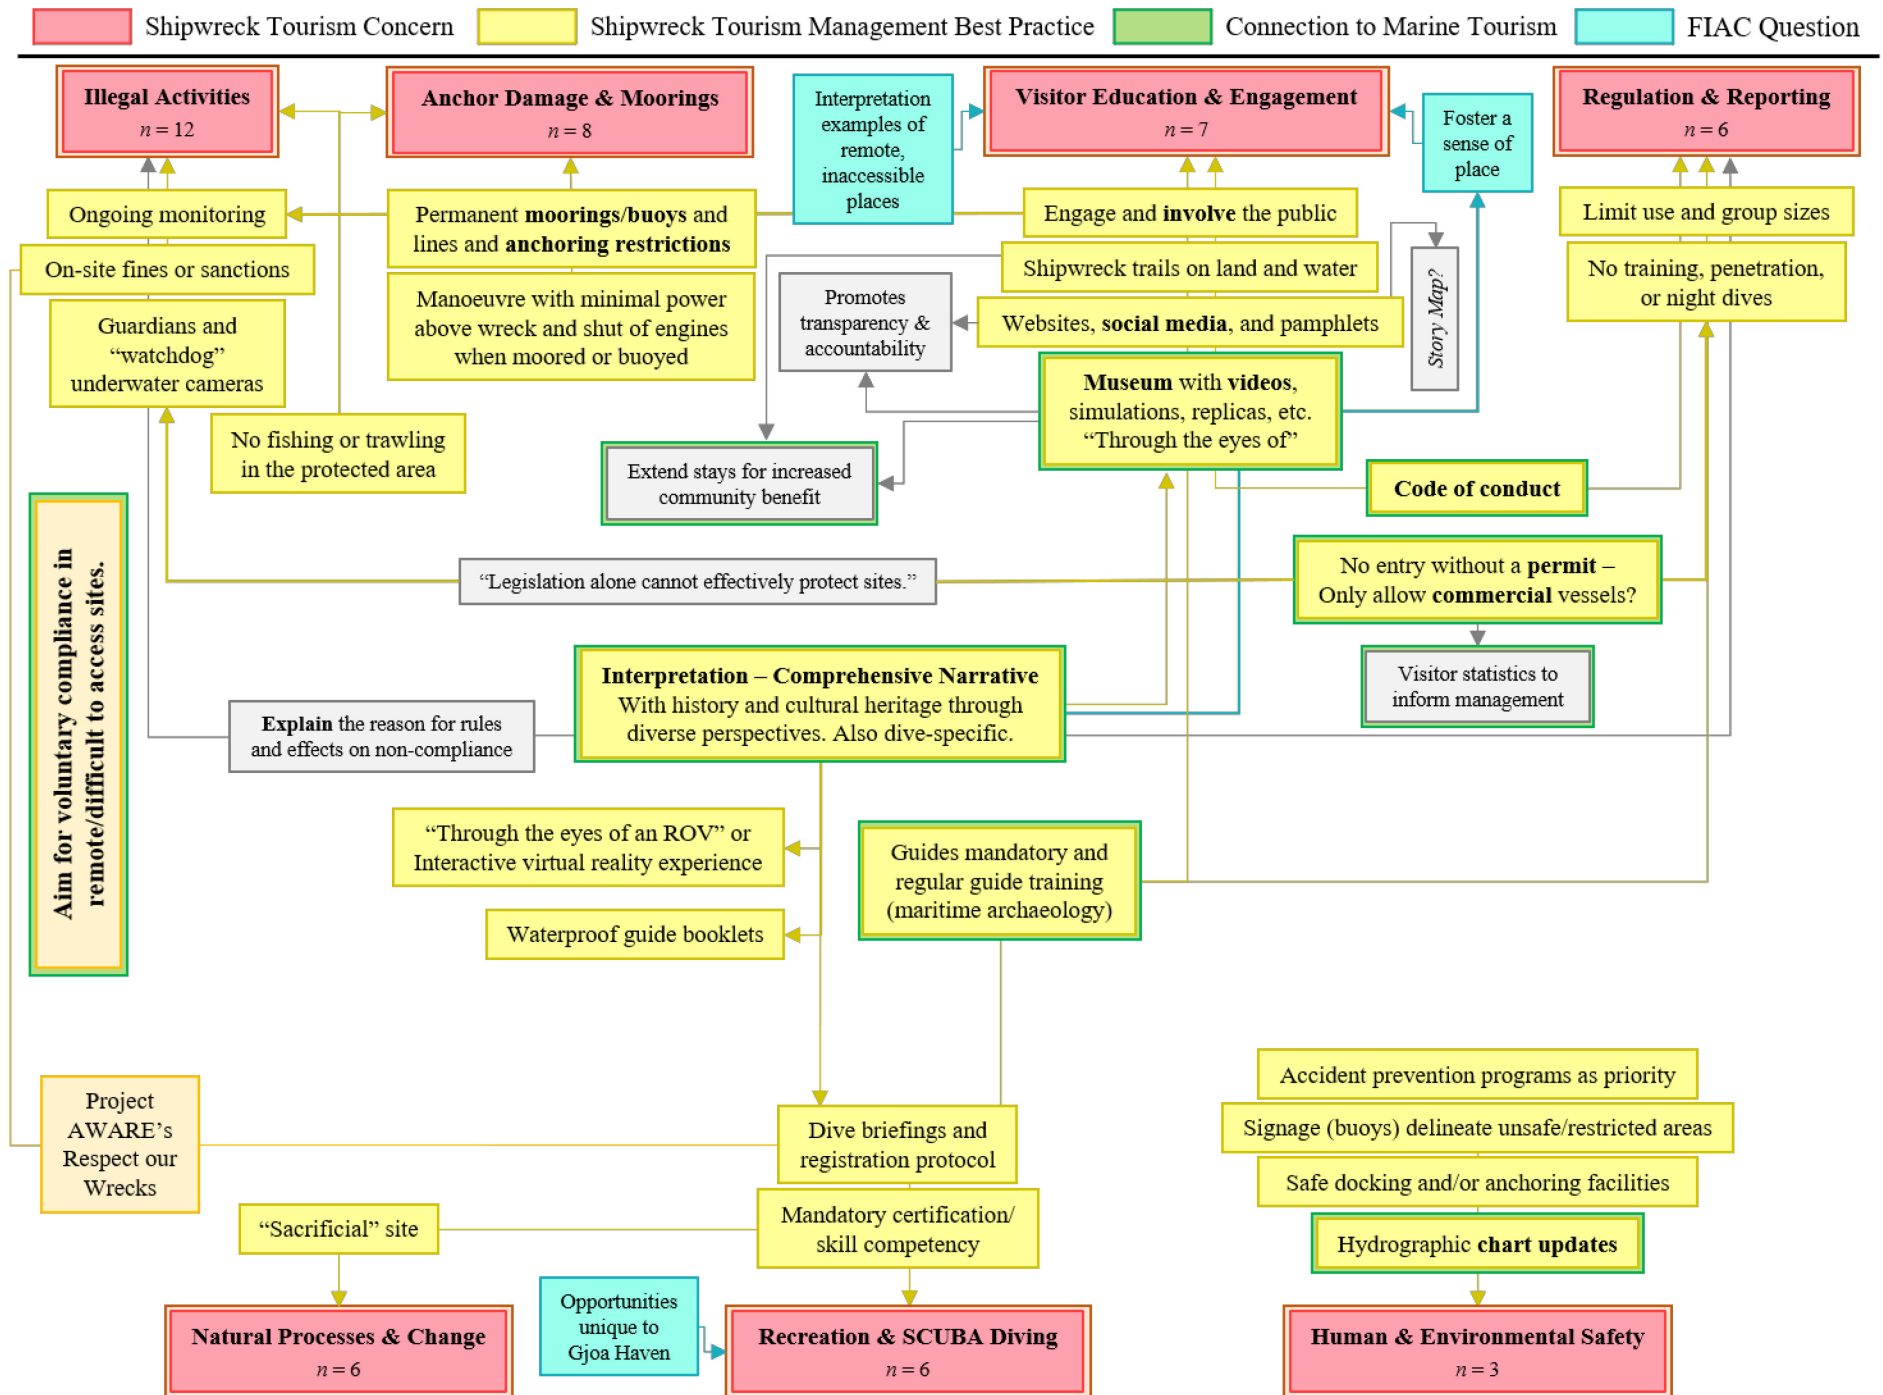 Shipwreck Tourism Concern
Shipwreck Tourism Management Best Practice
Connection to Marine Tourism
FIAC Question
Illegal Activities
n = 12
Anchor Damage & Moorings
n = 8
Interpretation
examples of
remote,
inaccessible
places
Visitor Education & Engagement
n = 7
Foster a
sense of
place
Regulation & Reporting
n = 6
Ongoing monitoring
On-site fines or sanctions
Guardians and
“watchdog”
underwater cameras
No fishing or trawling
in the protected area
Permanent moorings/buoys and
lines and anchoring restrictions
Manoeuvre with minimal power
above wreck and shut of engines
when moored or buoyed
Engage and involve the public
Shipwreck trails on land and water
Websites, social media, and pamphlets
Promotes
transparency &
accountability
Story Map?
Limit use and group sizes
No training, penetration,
or night dives
Museum with videos,
simulations, replicas, etc.
“Through the eyes of”
Extend stays for increased
community benefit
Code of conduct
Aim for voluntary compliance in
remote/difficult to access sites.
“Legislation alone cannot effectively protect sites.”
No entry without a permit –
Only allow commercial vessels?
Visitor statistics to
inform management
Interpretation – Comprehensive Narrative
With history and cultural heritage through
diverse perspectives. Also dive-specific.
Explain the reason for rules
and effects on non-compliance
“Through the eyes of an ROV” or
Interactive virtual reality experience
Waterproof guide booklets
Guides mandatory and
regular guide training
(maritime archaeology)
Project
AWARE’s
Respect our
Wrecks
Dive briefings and
registration protocol
Mandatory certification/
skill competency
“Sacrificial” site
Accident prevention programs as priority
Signage (buoys) delineate unsafe/restricted areas
Safe docking and/or anchoring facilities
Hydrographic chart updates
Natural Processes & Change
n = 6
Opportunities
unique to
Gjoa Haven
Recreation & SCUBA Diving
n = 6
Human & Environmental Safety
n = 3